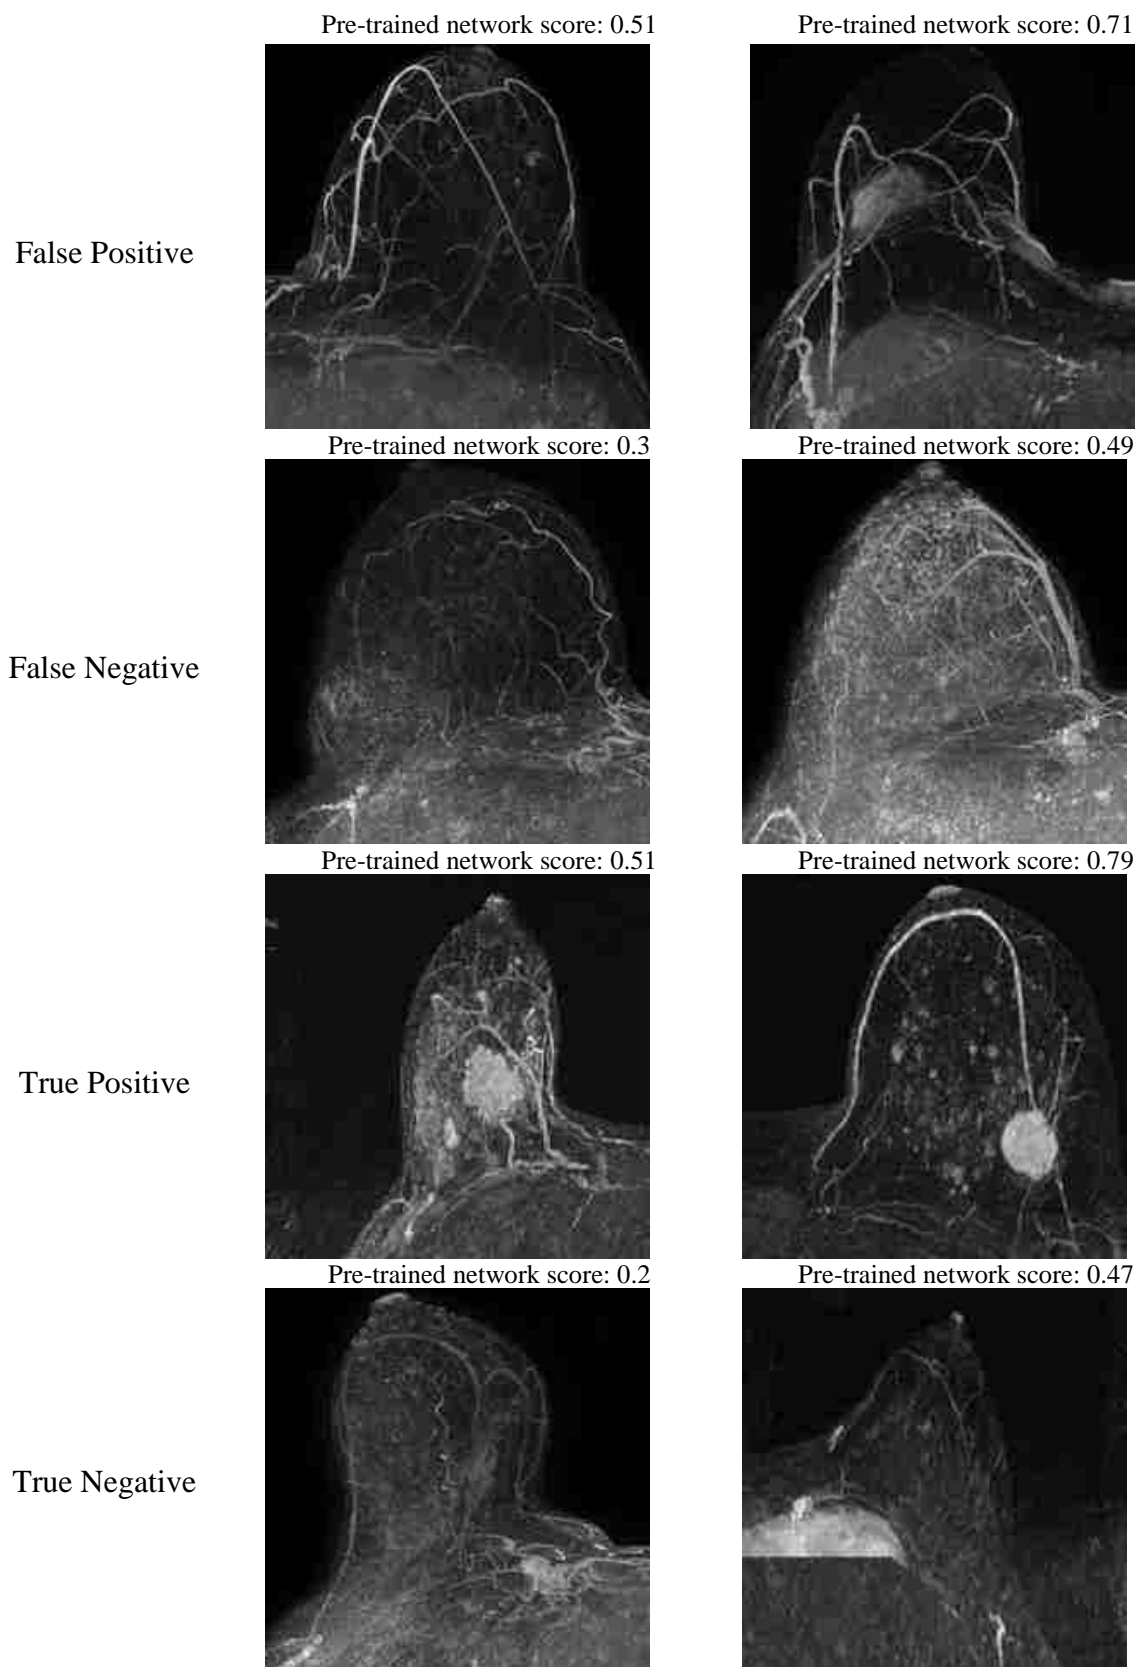 Pre-trained network score: 0.51
Pre-trained network score: 0.71
False Positive
Pre-trained network score: 0.3
Pre-trained network score: 0.49
False Negative
Pre-trained network score: 0.51
Pre-trained network score: 0.79
True Positive
Pre-trained network score: 0.2
Pre-trained network score: 0.47
True Negative